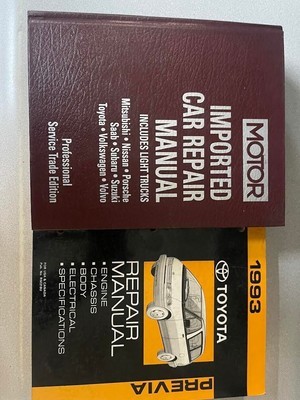 MOTOR
IMPORTED
CAR REPAIR
MANUAL
INCLUDES LIGHT TRUCKS
Mitsubishi • Nissan • Porsche
Saab • Subaru • Suzuki
Toyota • Volkswagen • Volvo
Professional
Service Trade Edition
1993
TOYOTA
PREVIA
REPAIR
MANUAL
• ENGINE
• CHASSIS
• BODY
• ELECTRICAL
• SPECIFICATIONS